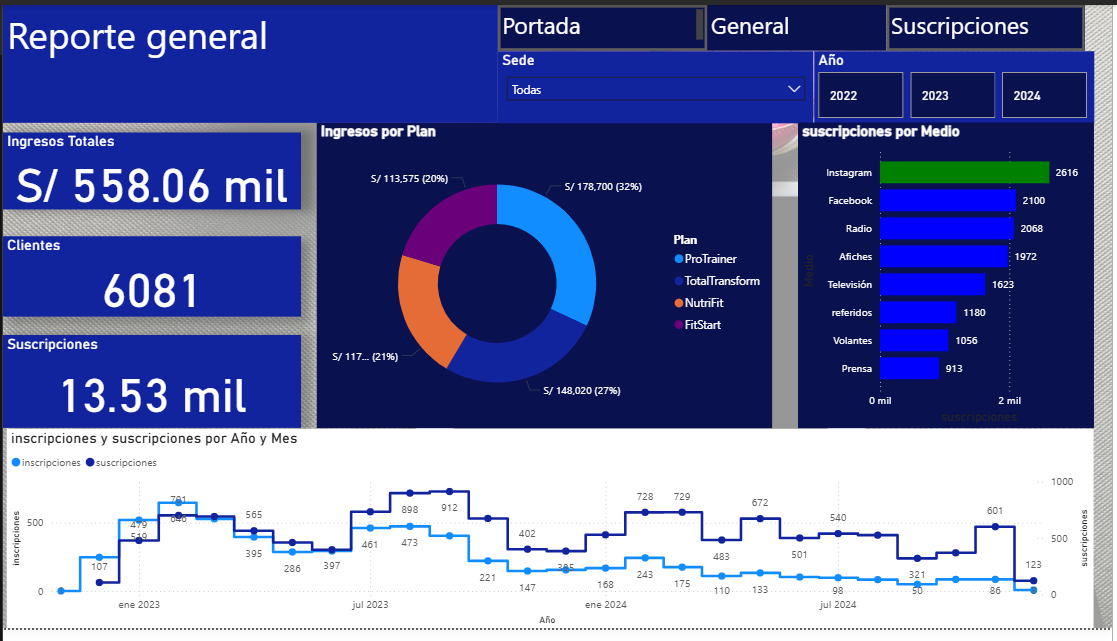 Reporte general
Portada
General
Suscripciones
Sede
Todas
Año
2022
2023
2024
Ingresos Totales
S/ 558.06 mil
Clientes
6081
Suscripciones
13.53 mil
Ingresos por Plan
S/ 113,575 (20%)
S/ 178,700 (32%)
S/ 117... (21%)
S/ 148,020 (27%)
Plan
ProTrainer
TotalTransform
NutriFit
FitStart
suscripciones por Medio
Medio
Instagram 2616
Facebook 2100
Radio 2068
Afiches 1972
Televisión 1623
referidos 1180
Volantes 1056
Prensa 913
0 mil 2 mil
suscripciones
inscripciones y suscripciones por Año y Mes
inscripciones suscripciones
inscripciones
500
0
1000
500
0
suscripciones
107
479
519
701
646
565
395
286
397
461
898
473
912
221
402
147
385
168
728
243
729
175
483
110
672
133
501
540
98
321
50
601
86
123
ene 2023 jul 2023 ene 2024 jul 2024
Año